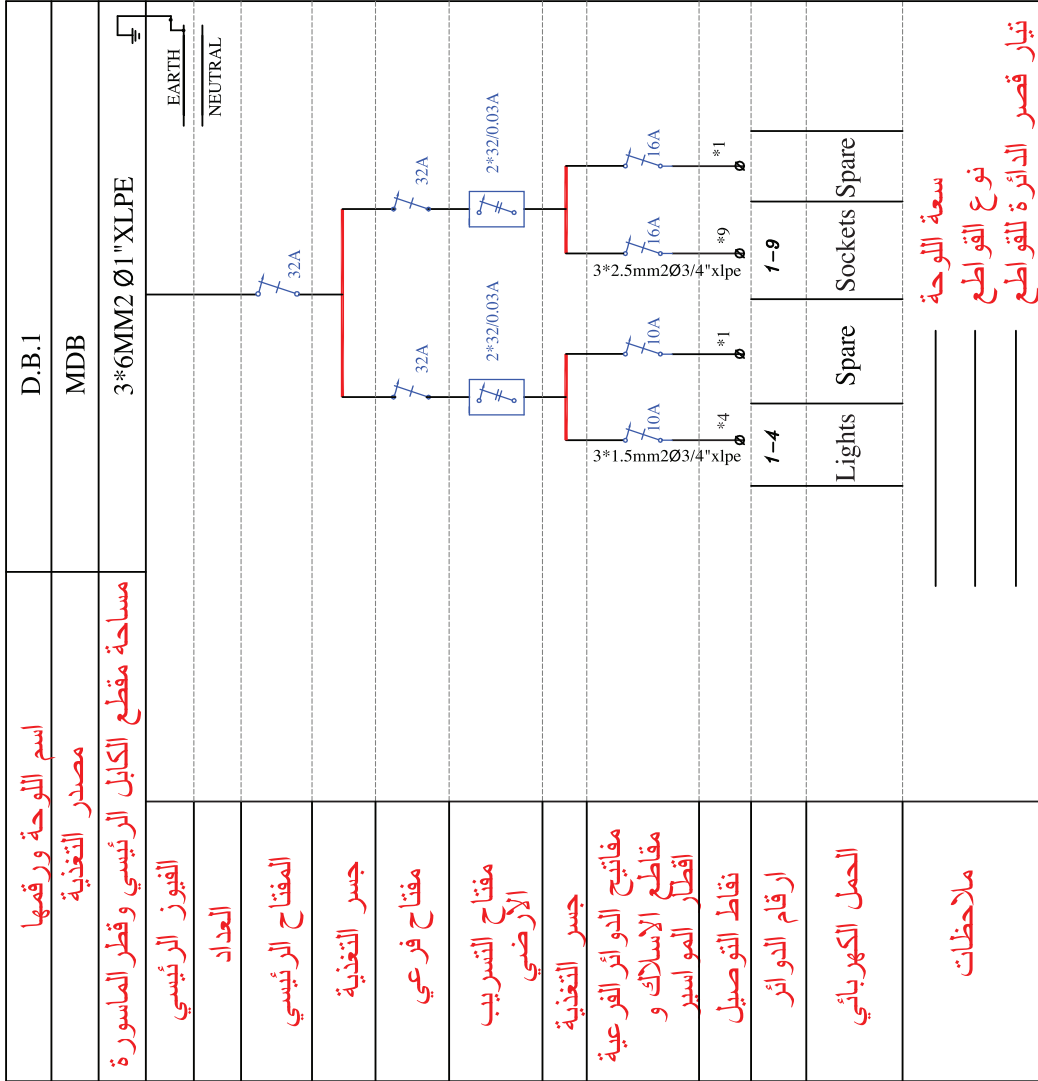 اسم اللوحة ورقمها
D.B.1
مصدر التغذية
MDB
مساحة مقطع الكابل الرئيسي وقطر الماسورة
3*6MM2 Ø1"XLPE
الفيوز الرئيسي
EARTH
NEUTRAL
العداد
المفتاح الرئيسي
32A
جسر التغذية
مفتاح فرعي
32A
32A
مفتاح التسريب
الأرضي
2*32/0.03A
2*32/0.03A
جسر التغذية
مفاتيح الدوائر الفرعية
مقاطع الاسلاك و
اقطار المواسير
10A
10A
16A
16A
3*1.5mm2Ø3/4"xlpe
3*2.5mm2Ø3/4"xlpe
نقاط التوصيل
*4
*1
*9
*1
ارقام الدوائر
1-4
1-9
الحمل الكهربائي
Lights
Spare
Sockets
Spare
ملاحظات
سعة اللوحة
نوع القواطع
تيار قصر الدائرة للقواطع